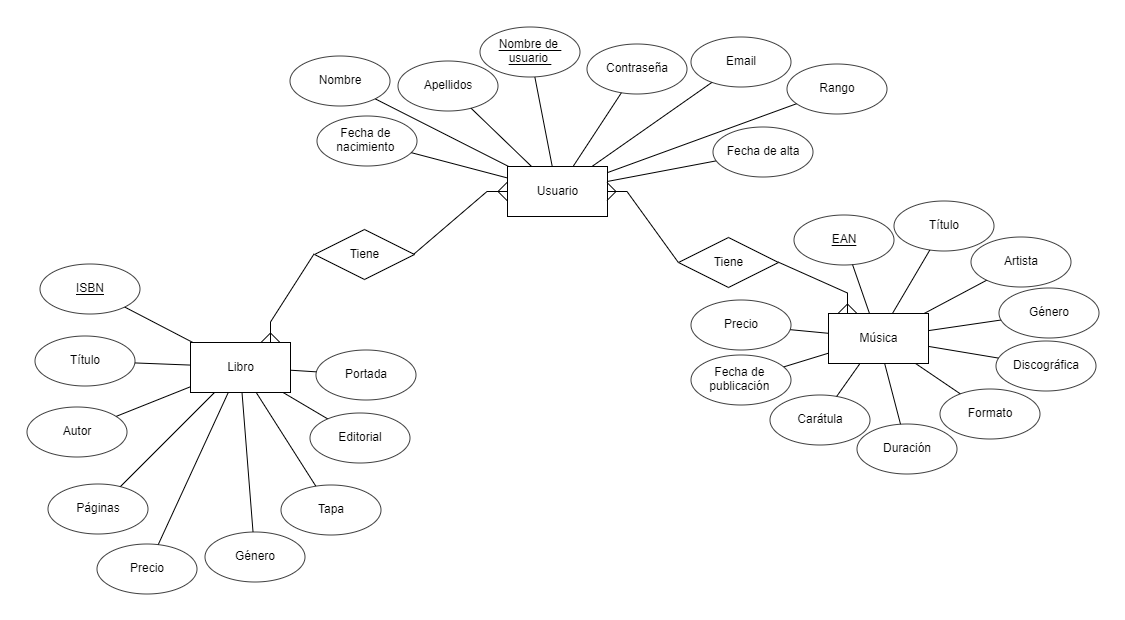 Nombre de
usuario
Nombre
Apellidos
Contraseña
Email
Rango
Fecha de
nacimiento
Fecha de alta
Usuario
Tiene
Tiene
EAN
Título
Artista
Género
Discográfica
Formato
Duración
Carátula
Fecha de
publicación
Precio
Música
ISBN
Título
Autor
Páginas
Precio
Género
Tapa
Editorial
Portada
Libro